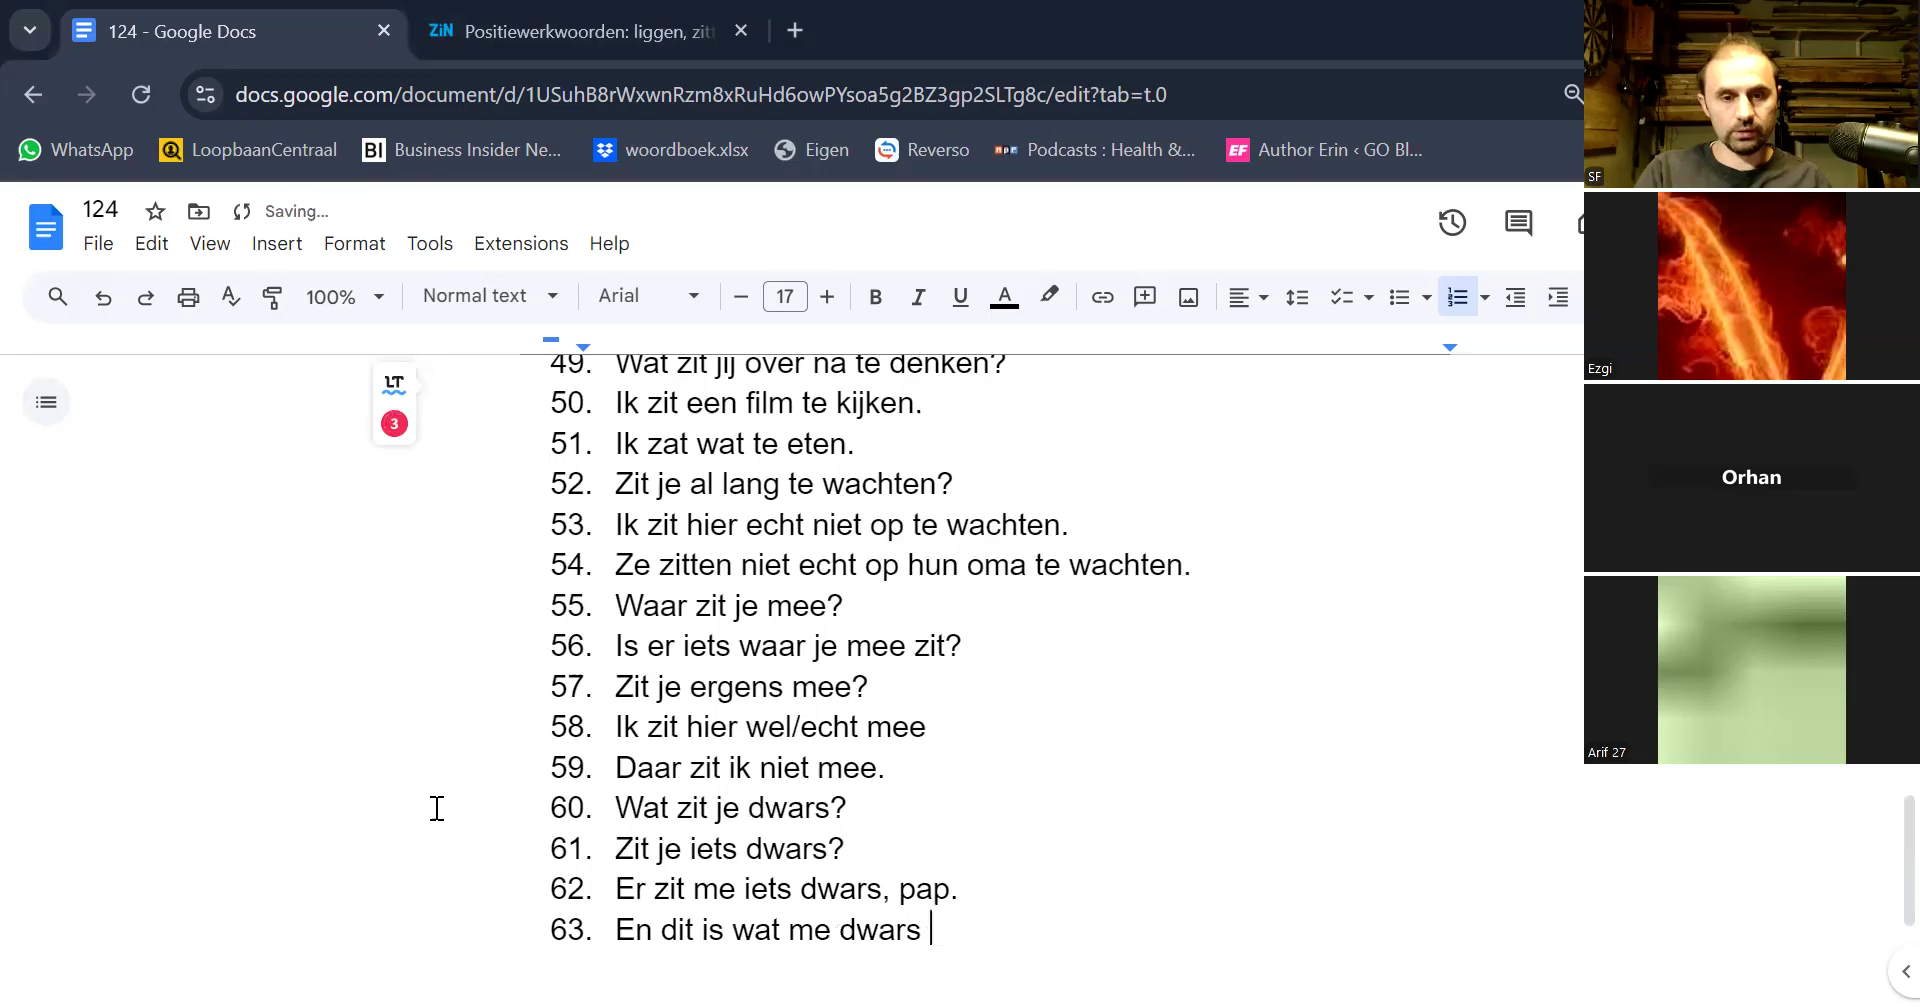 124 - Google Docs
ZiN Positiewerkwoorden: liggen, zit
docs.google.com/document/d/1USuhB8rWxwnRzm8xRuHd6owPYsoa5g2BZ3gp2SLTg8c/edit?tab=t.0
WhatsApp LoopbaanCentraal BI Business Insider Ne... woordboek.xlsx Eigen Reverso Podcasts : Health &... EF Author Erin ‹ GO Bl...
SF
124 Saving...
File Edit View Insert Format Tools Extensions Help
100% Normal text Arial 17 B I U A
LT
3
49. Wat zit jij over na te denken?
50. Ik zit een film te kijken.
51. Ik zat wat te eten.
52. Zit je al lang te wachten?
53. Ik zit hier echt niet op te wachten.
54. Ze zitten niet echt op hun oma te wachten.
55. Waar zit je mee?
56. Is er iets waar je mee zit?
57. Zit je ergens mee?
58. Ik zit hier wel/echt mee
59. Daar zit ik niet mee.
60. Wat zit je dwars?
61. Zit je iets dwars?
62. Er zit me iets dwars, pap.
63. En dit is wat me dwars
Ezgi
Orhan
Arif 27